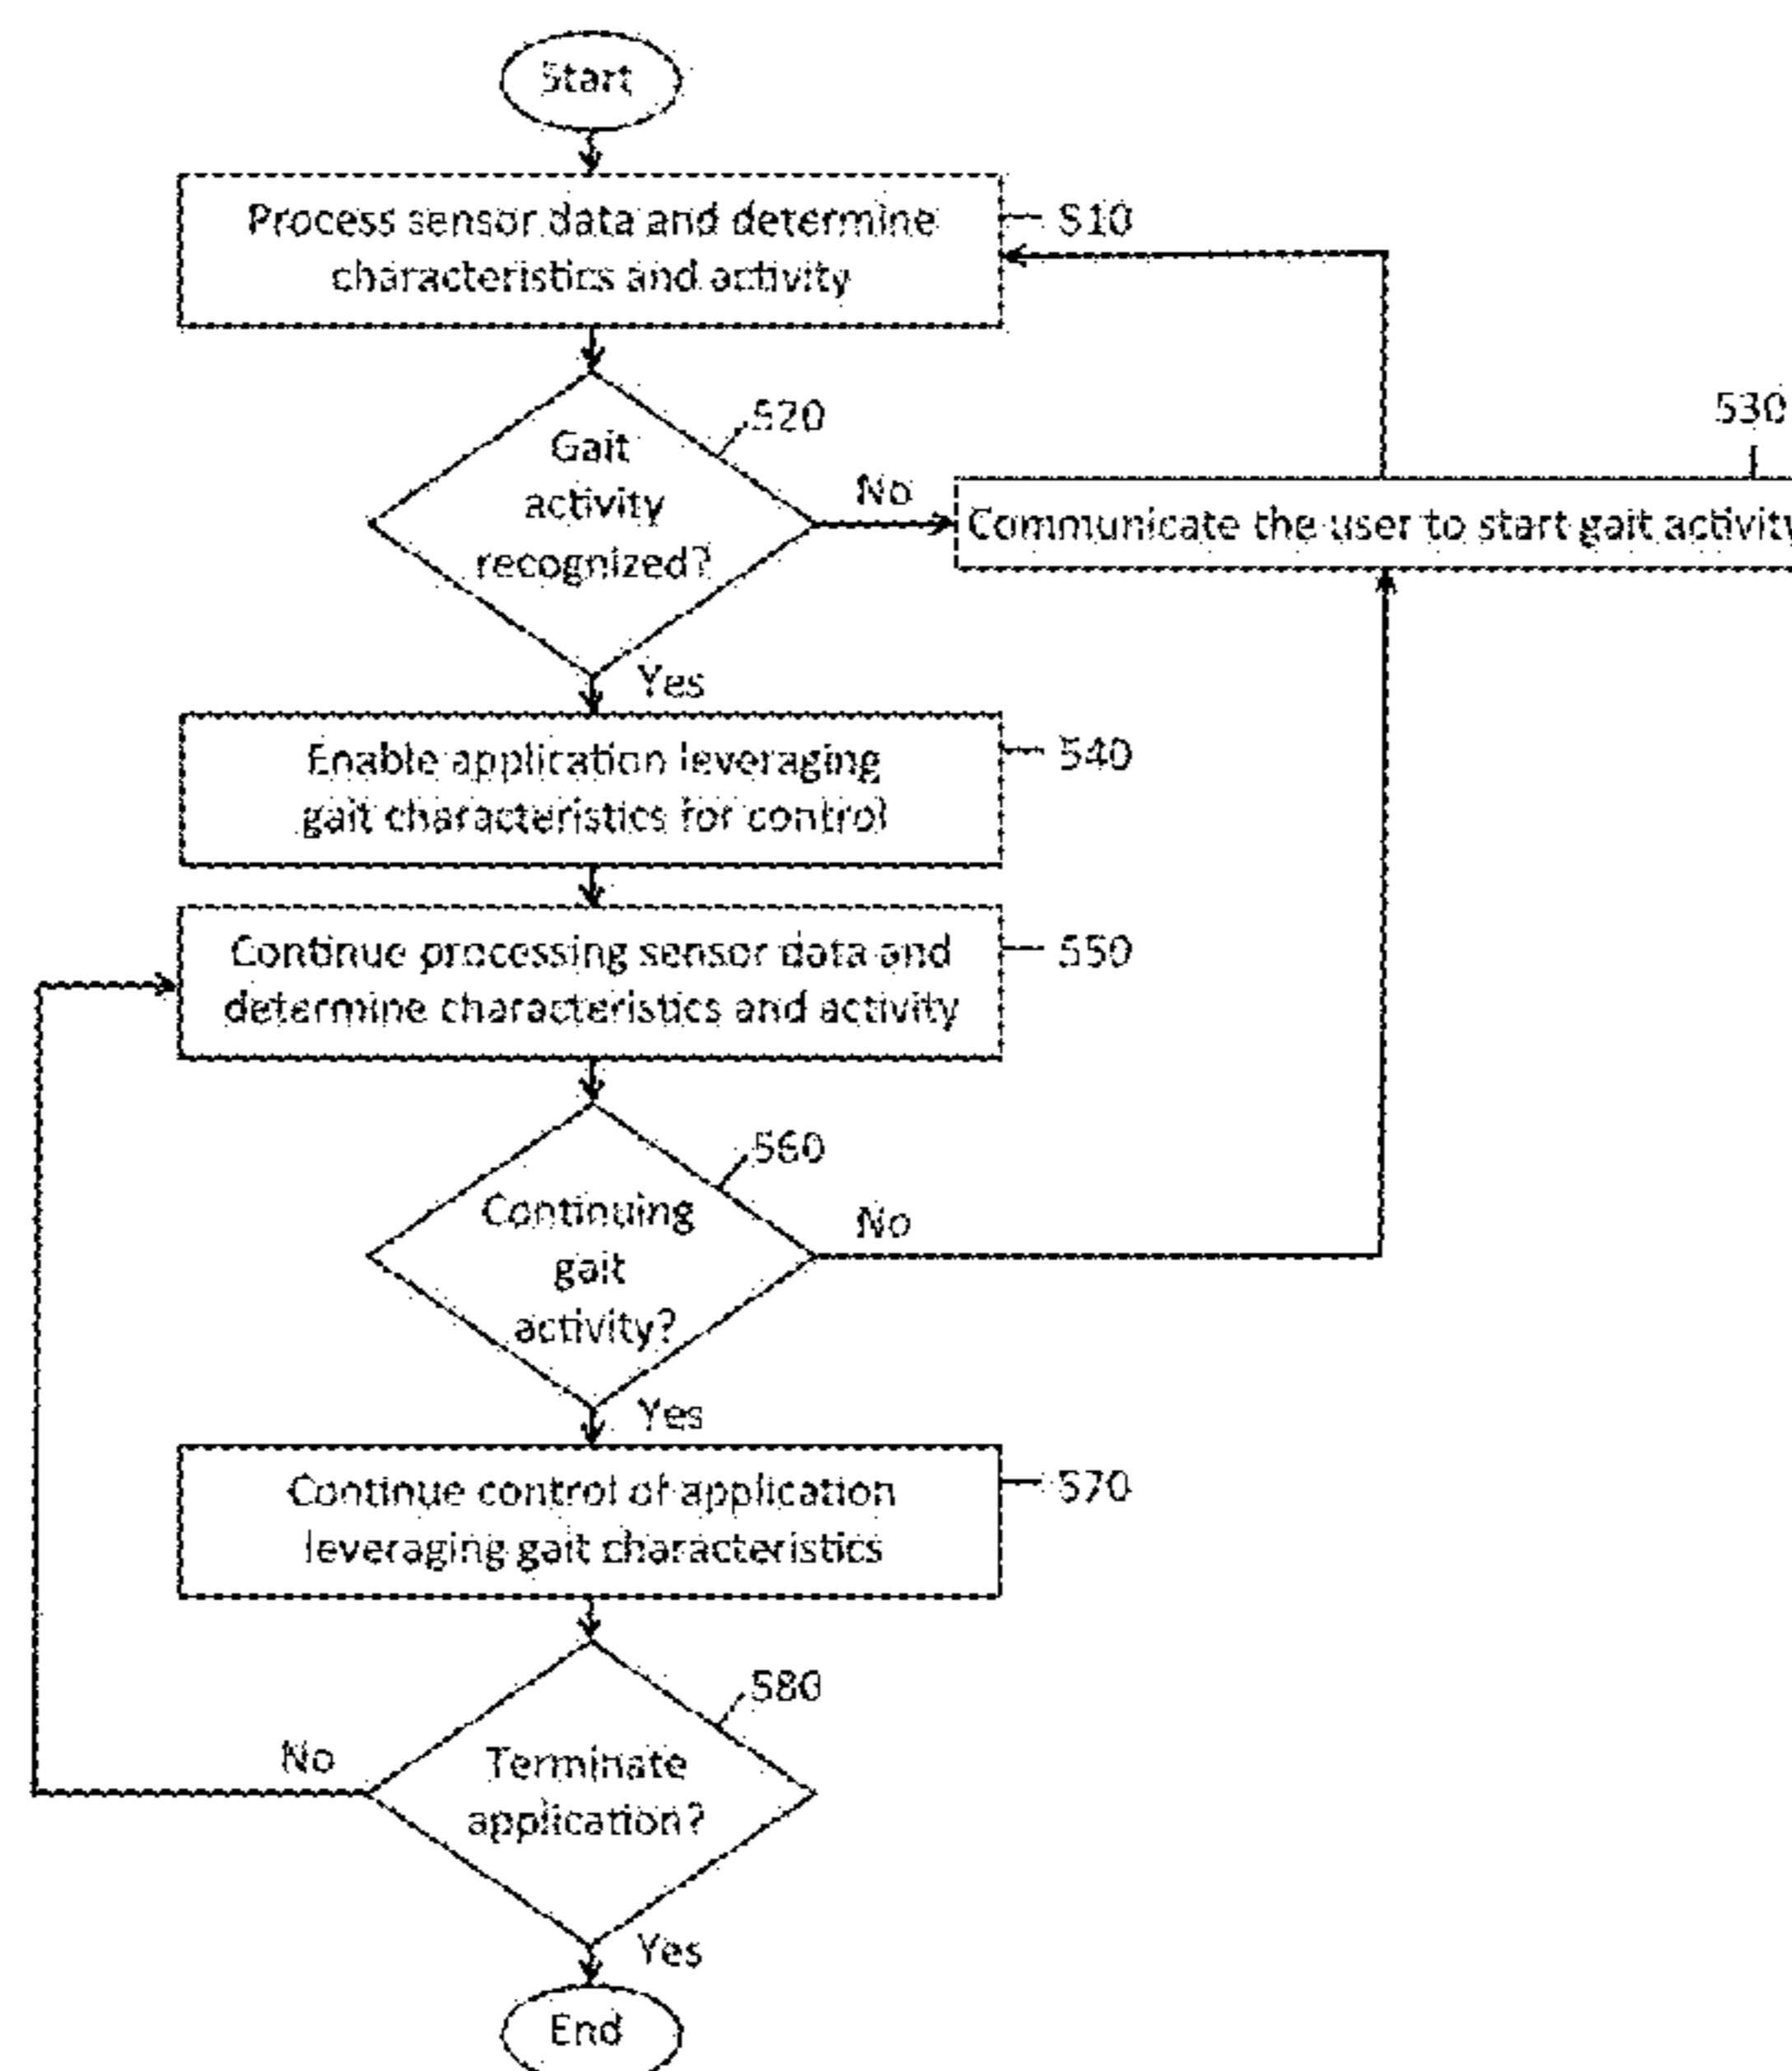 Start
Process sensor data and determine
characteristics and activity
510
Gait
activity
recognized?
520
No
530
Communicate the user to start gait activity
Yes
Enable application leveraging
gait characteristics for control
540
Continue processing sensor data and
determine characteristics and activity
550
Continuing
gait
activity?
560
No
Yes
Continue control of application
leveraging gait characteristics
570
Terminate
application?
580
No
Yes
End